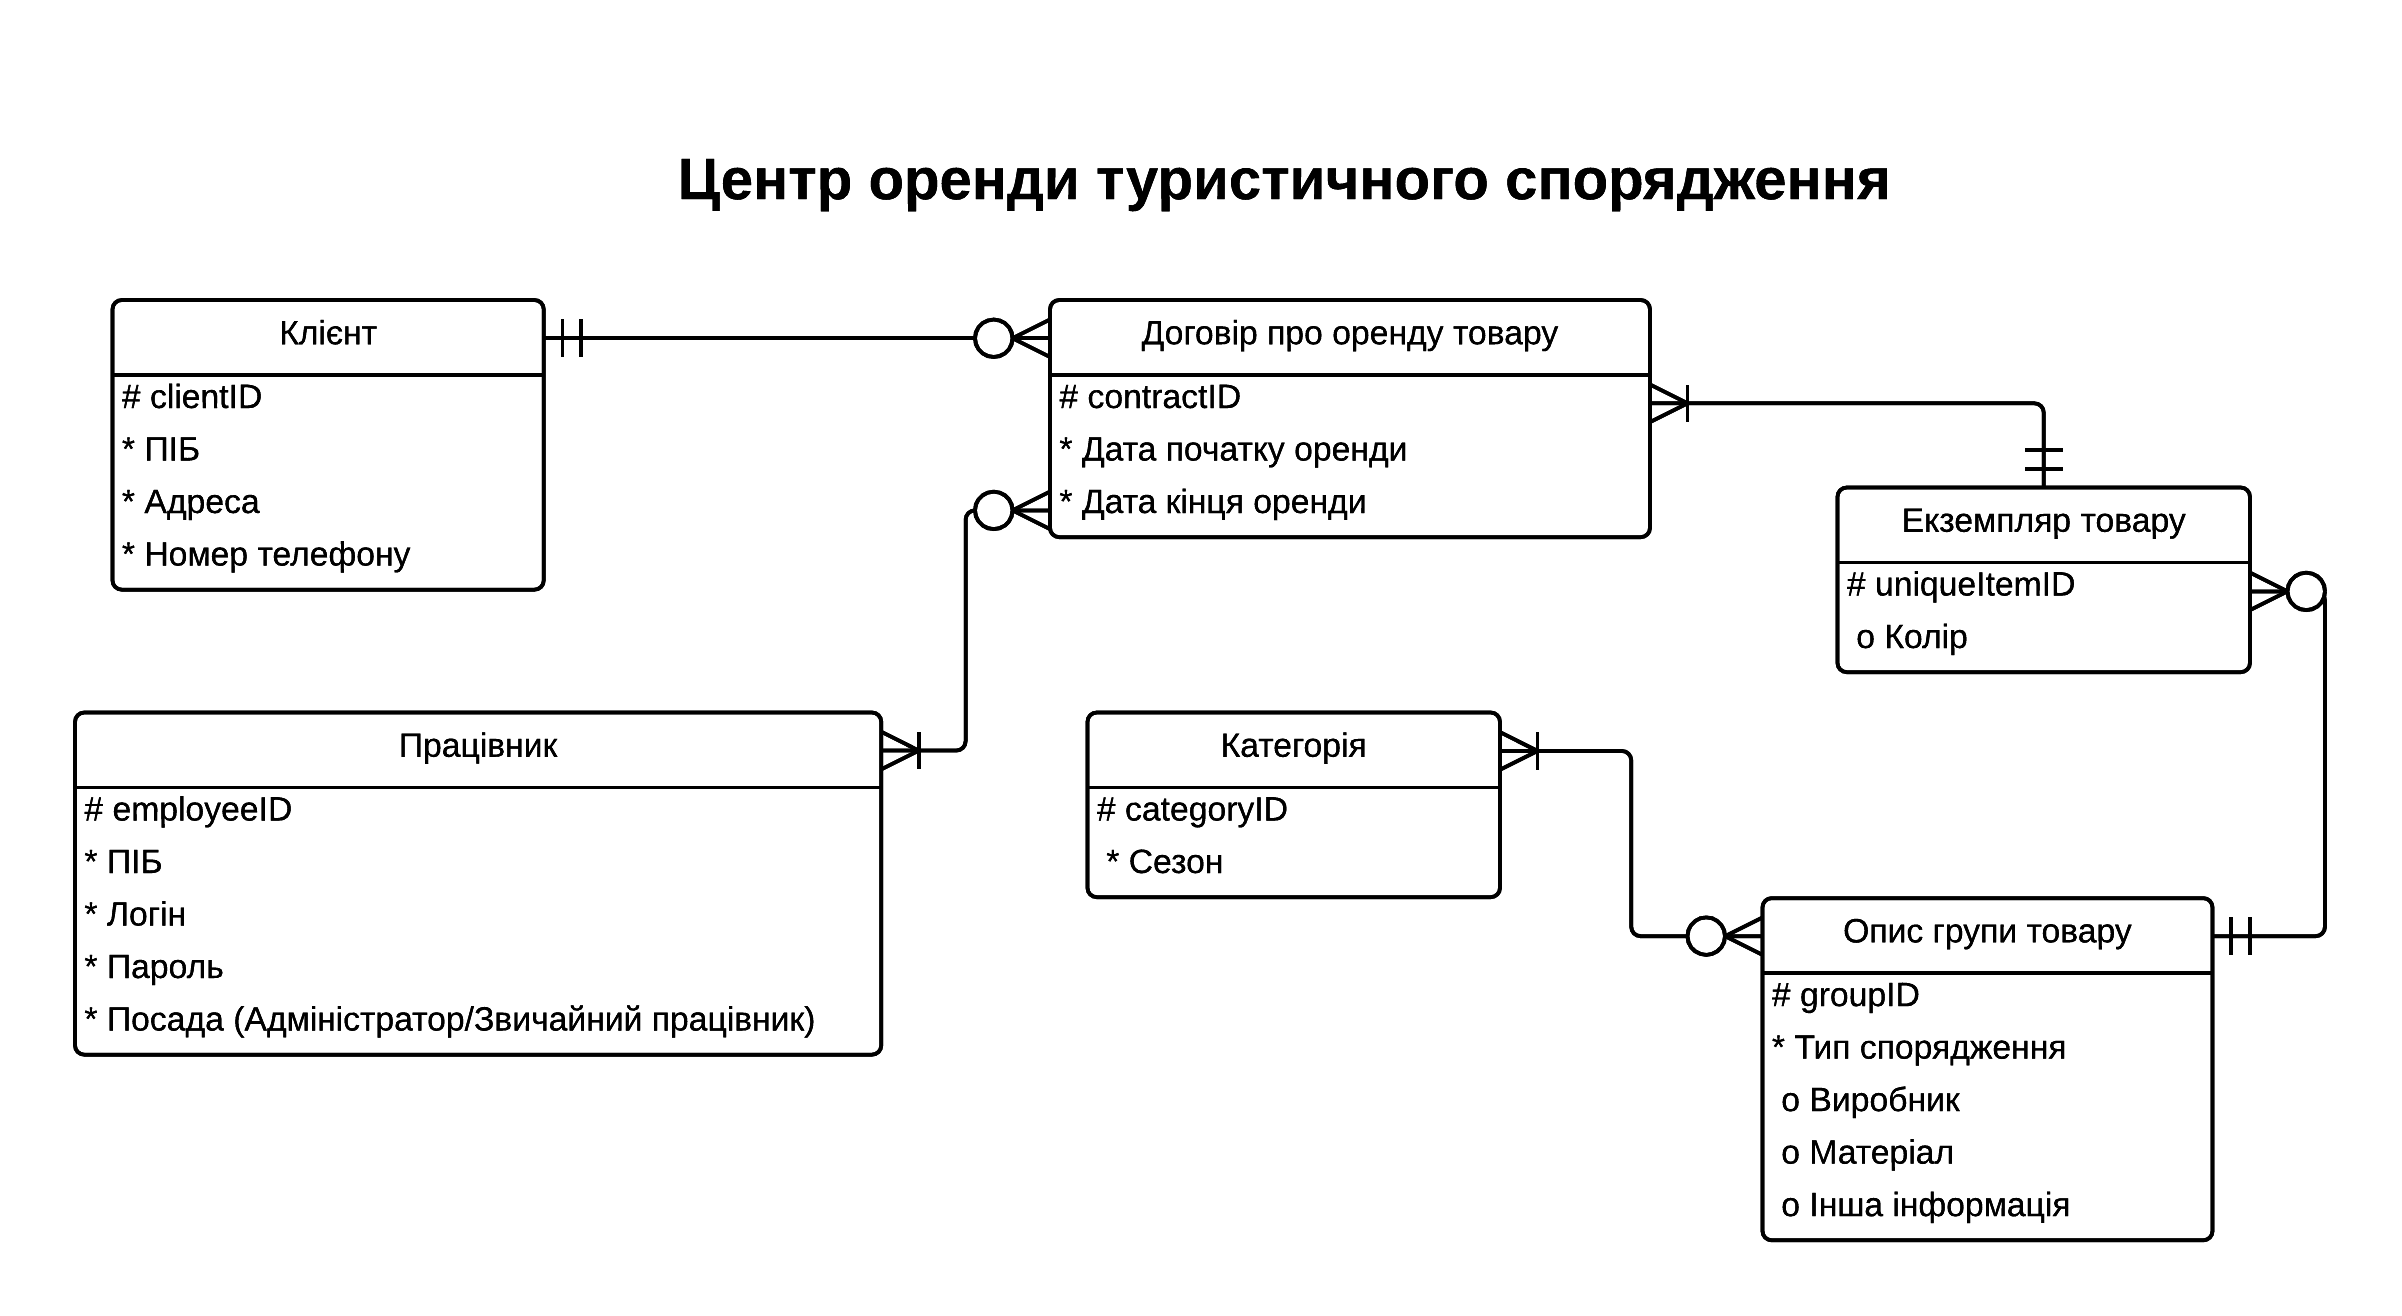 Центр оренди туристичного спорядження
Клієнт
# clientID
* ПІБ
* Адреса
* Номер телефону
Договір про оренду товару
# contractID
* Дата початку оренди
* Дата кінця оренди
Екземпляр товару
# uniqueItemID
o Колір
Працівник
# employeeID
* ПІБ
* Логін
* Пароль
* Посада (Адміністратор/Звичайний працівник)
Категорія
# categoryID
* Сезон
Опис групи товару
# groupID
* Тип спорядження
o Виробник
o Матеріал
o Інша інформація